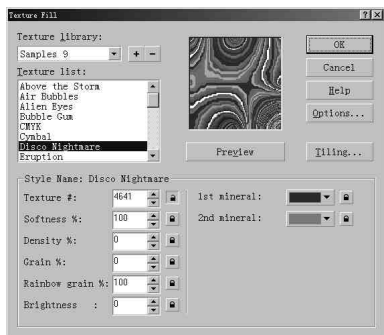 Texture Fill
Texture library:
Samples 9
Texture list:
Above the Storm
Air Bubbles
Alien Eyes
Bubble Gum
CMYK
Cymbal
Disco Nightmare
Eruption
Preview
OK
Cancel
Help
Options...
Tiling...
Style Name: Disco Nightmare
Texture #: 4641
Softness %: 100
Density %: 0
Grain %: 0
Rainbow grain %: 100
Brightness : 0
1st mineral:
2nd mineral: